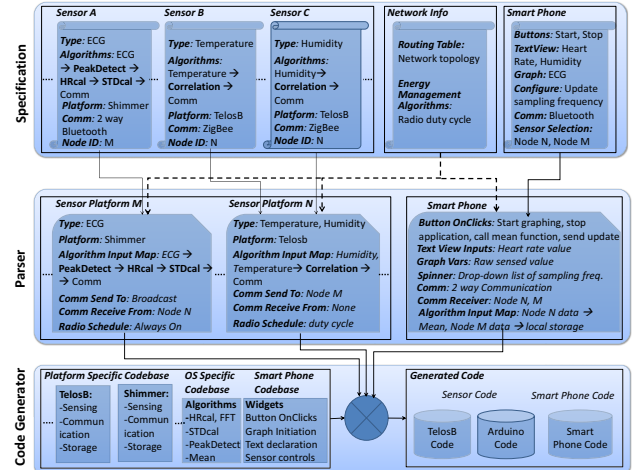 Specification
Sensor A
Type: ECG
Algorithms: ECG
→ PeakDetect →
HRcal → STDcal →
Comm
Platform: Shimmer
Comm: 2 way
Bluetooth
Node ID: M
Sensor B
Type: Temperature
Algorithms:
Temperature →
Correlation →
Comm
Platform: TelosB
Comm: ZigBee
Node ID: N
Sensor C
Type: Humidity
Algorithms:
Humidity →
Correlation →
Comm
Platform: TelosB
Comm: ZigBee
Node ID: N
Network Info
Routing Table:
Network topology
Energy
Management
Algorithms:
Radio duty cycle
Smart Phone
Buttons: Start, Stop
TextView: Heart
Rate, Humidity
Graph: ECG
Configure: Update
sampling frequency
Comm: Bluetooth
Sensor Selection:
Node N, Node M
Parser
Sensor Platform M
Type: ECG
Platform: Shimmer
Algorithm Input Map: ECG →
PeakDetect → HRcal → STDcal →
→ Comm
Comm Send To: Broadcast
Comm Receive From: Node N
Radio Schedule: Always On
Sensor Platform N
Type: Temperature, Humidity
Platform: Telosb
Algorithm Input Map: Humidity,
Temperature → Correlation →
Comm
Comm Send To: Node M
Comm Receive From: None
Radio Schedule: duty cycle
Smart Phone
Button OnClicks: Start graphing, stop
application, call mean function, send update
Text View Inputs: Heart rate value
Graph Vars: Raw sensed value
Spinner: Drop-down list of sampling freq.
Comm: 2 way Communication
Comm Receiver: Node N, M
Algorithm Input Map: Node N data →
Mean, Node M data → local storage
Code Generator
Platform Specific Codebase
TelosB:
-Sensing
-Commun
ication
-Storage
Shimmer:
-Sensing
-Commun
ication
-Storage
OS Specific
Codebase
Algorithms
-HRcal, FFT
-STDcal
-PeakDetect
-Mean
Smart Phone
Codebase
Widgets
Button OnClicks
Graph Initiation
Text declaration
Sensor controls
Generated Code
Sensor Code
Smart Phone Code
TelosB
Code
Arduino
Code
Smart
Phone Code